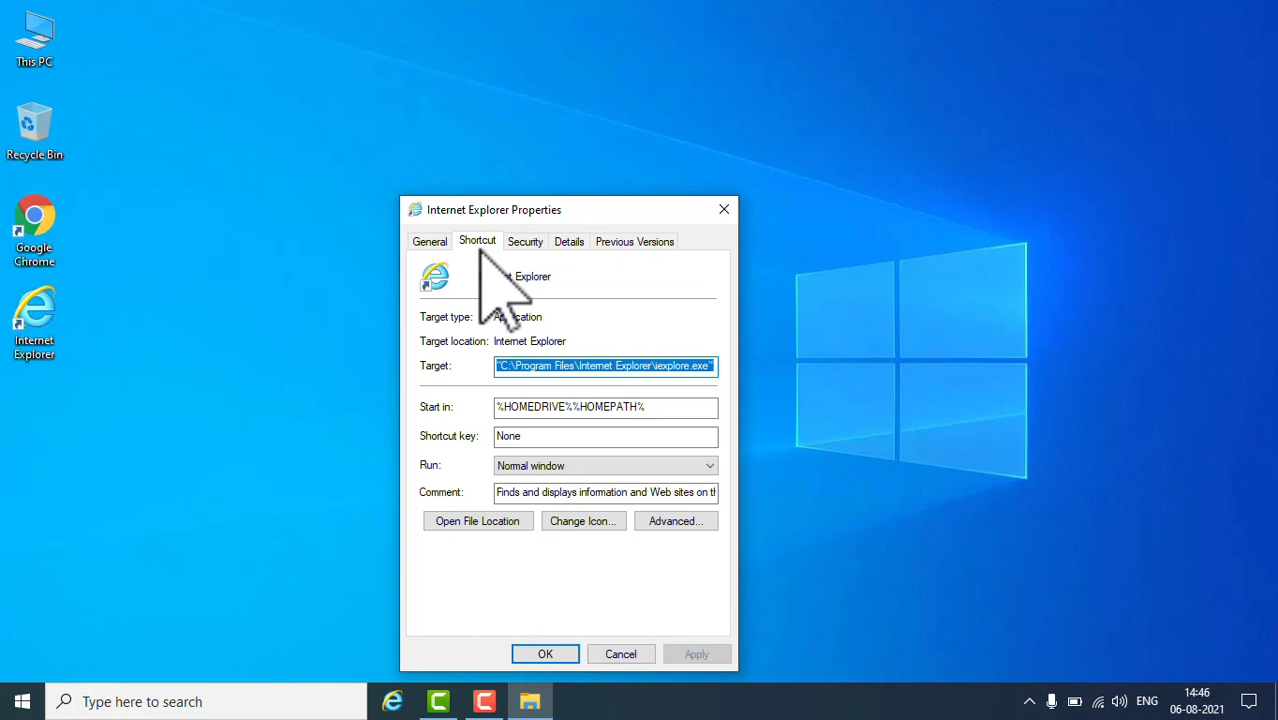 This PC
Recycle Bin
Google
Chrome
Internet
Explorer
Internet Explorer Properties
General Shortcut Security Details Previous Versions
Explorer
Target type:
Target location: Internet Explorer
Target: "C:\Program Files\Internet Explorer\iexplore.exe"
Start in: %HOMEDRIVE%%HOMEPATH%
Shortcut key: None
Run: Normal window
Comment: Finds and displays information and Web sites on
Open File Location Change Icon... Advanced...
OK Cancel Apply
Type here to search
ENG
14:46
06-08-2021